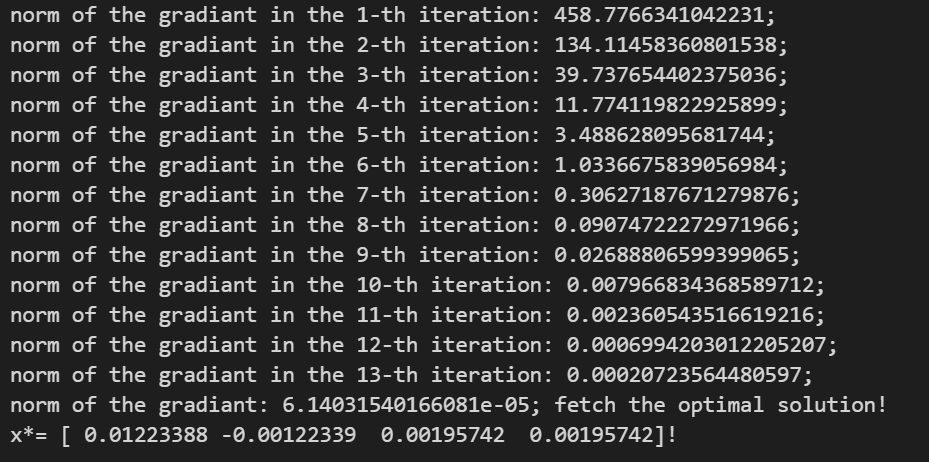 norm of the gradiant in the 1-th iteration: 458.7766341042231;
norm of the gradiant in the 2-th iteration: 134.11458360801538;
norm of the gradiant in the 3-th iteration: 39.737654402375036;
norm of the gradiant in the 4-th iteration: 11.774119822925899;
norm of the gradiant in the 5-th iteration: 3.488628095681744;
norm of the gradiant in the 6-th iteration: 1.0336675839056984;
norm of the gradiant in the 7-th iteration: 0.30627187671279876;
norm of the gradiant in the 8-th iteration: 0.09074722272971966;
norm of the gradiant in the 9-th iteration: 0.02688806599399065;
norm of the gradiant in the 10-th iteration: 0.007966834368589712;
norm of the gradiant in the 11-th iteration: 0.002360543516619216;
norm of the gradiant in the 12-th iteration: 0.0006994203012205207;
norm of the gradiant in the 13-th iteration: 0.00020723564480597;
norm of the gradiant: 6.14031540166081e-05; fetch the optimal solution!
x*= [ 0.01223388 -0.00122339  0.00195742  0.00195742]!